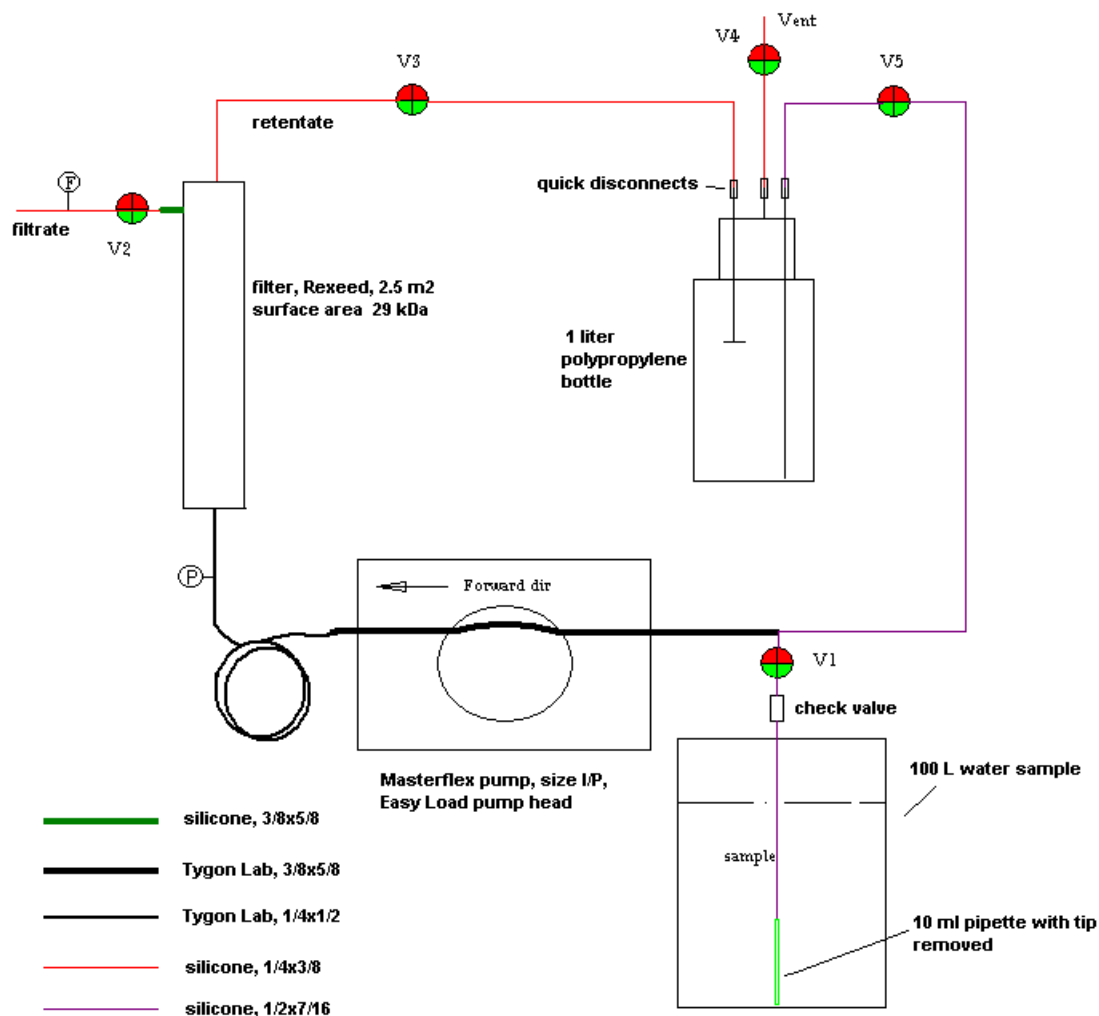 Vent
V4
V3
V5
retentate
quick disconnects
F
filtrate
V2
filter, Rexeed, 2.5 m2
surface area 29 kDa
1 liter
polypropylene
bottle
P
Forward dir
V1
check valve
Masterflex pump, size I/P,
Easy Load pump head
100 L water sample
sample
10 ml pipette with tip
removed
silicone, 3/8x5/8
Tygon Lab, 3/8x5/8
Tygon Lab, 1/4x1/2
silicone, 1/4x3/8
silicone, 1/2x7/16